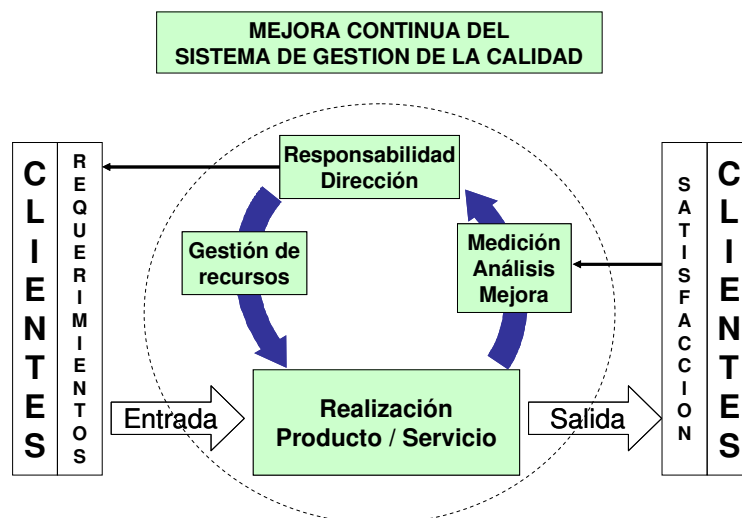 MEJORA CONTINUA DEL
SISTEMA DE GESTION DE LA CALIDAD
CLIENTES
REQUERIMIENTOS
Responsabilidad
Dirección
Gestión de
recursos
Medición
Análisis
Mejora
SATISFACCION
CLIENTES
Entrada
Realización
Producto / Servicio
Salida